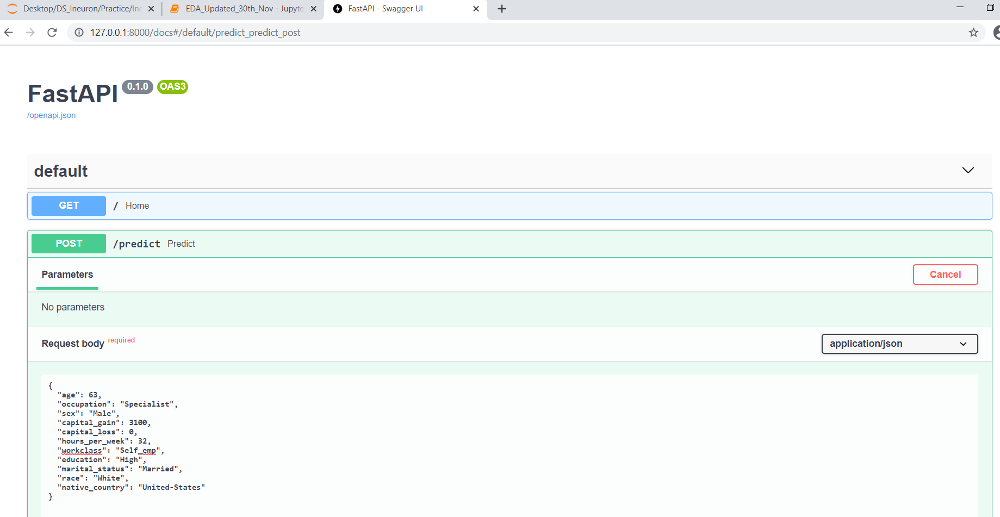 Desktop/DS_Ineuron/Practice/Inc
EDA_Updated_30th_Nov - Jupyte
FastAPI - Swagger UI
127.0.0.1:8000/docs#/default/predict_predict_post
FastAPI 0.1.0 OAS3
/openapi.json
default
GET / Home
POST /predict Predict
Parameters
Cancel
No parameters
Request body required
application/json
{
"age": 63,
"occupation": "Specialist",
"sex": "Male",
"capital_gain": 3100,
"capital_loss": 0,
"hours_per_week": 32,
"workclass": "Self_emp",
"education": "High",
"marital_status": "Married",
"race": "White",
"native_country": "United-States"
}